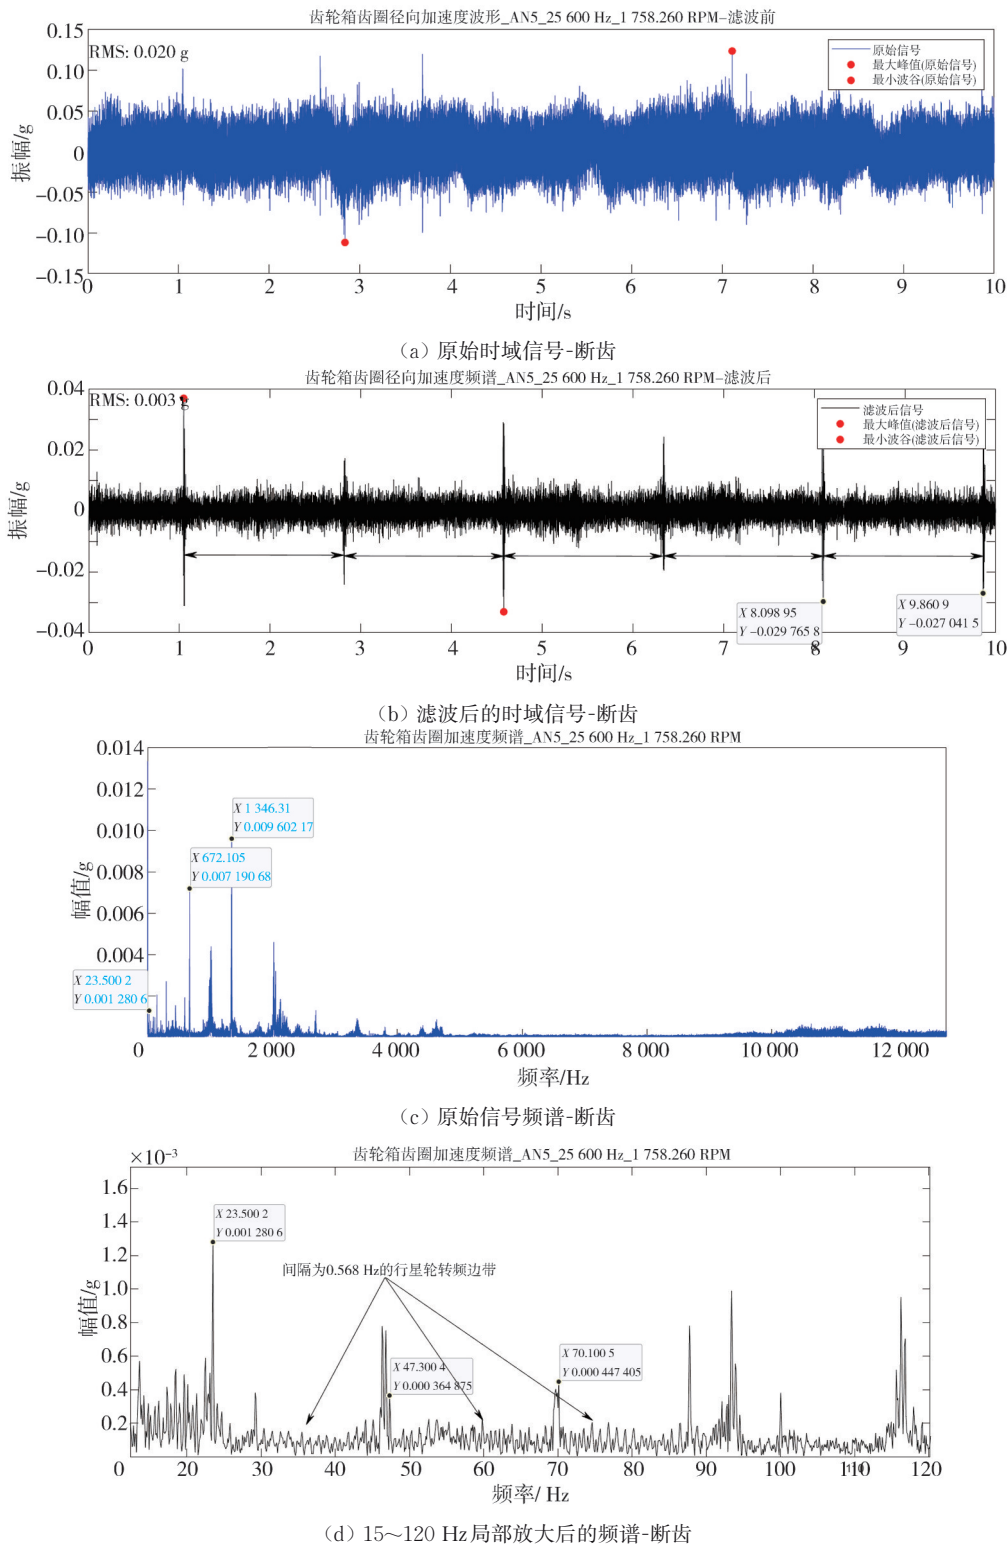 齿轮箱齿圈径向加速度波形_AN5_25 600 Hz_1 758.260 RPM-滤波前
0.15
RMS: 0.020 g
原始信号
最大峰值(原始信号)
最小波谷(原始信号)
0.10
0.05
0
−0.05
−0.10
−0.15
振幅/g
0 1 2 3 4 5 6 7 8 9 10
时间/s
（a）原始时域信号-断齿
齿轮箱齿圈径向加速度频谱_AN5_25 600 Hz_1 758.260 RPM-滤波后
0.04
RMS: 0.003 g
滤波后信号
最大峰值(滤波后信号)
最小波谷(滤波后信号)
0.02
0
−0.02
−0.04
振幅/g
X 8.098 95
Y −0.029 765 8
X 9.860 9
Y −0.027 041 5
0 1 2 3 4 5 6 7 8 9 10
时间/s
（b）滤波后的时域信号-断齿
齿轮箱齿圈加速度频谱_AN5_25 600 Hz_1 758.260 RPM
0.014
0.012
0.010
0.008
0.006
0.004
幅值/g
X 1 346.31
Y 0.009 602 17
X 672.105
Y 0.007 190 68
X 23.500 2
Y 0.001 280 6
0 2 000 4 000 6 000 8 000 10 000 12 000
频率/Hz
（c）原始信号频谱-断齿
齿轮箱齿圈加速度频谱_AN5_25 600 Hz_1 758.260 RPM
×10⁻³
1.6
1.4
1.2
1.0
0.8
0.6
0.4
0.2
幅值/g
X 23.500 2
Y 0.001 280 6
间隔为0.568 Hz的行星轮转频边带
X 47.300 4
Y 0.000 364 875
X 70.100 5
Y 0.000 447 405
0 20 30 40 50 60 70 80 90 100 110 120
频率/ Hz
（d）15～120 Hz局部放大后的频谱-断齿